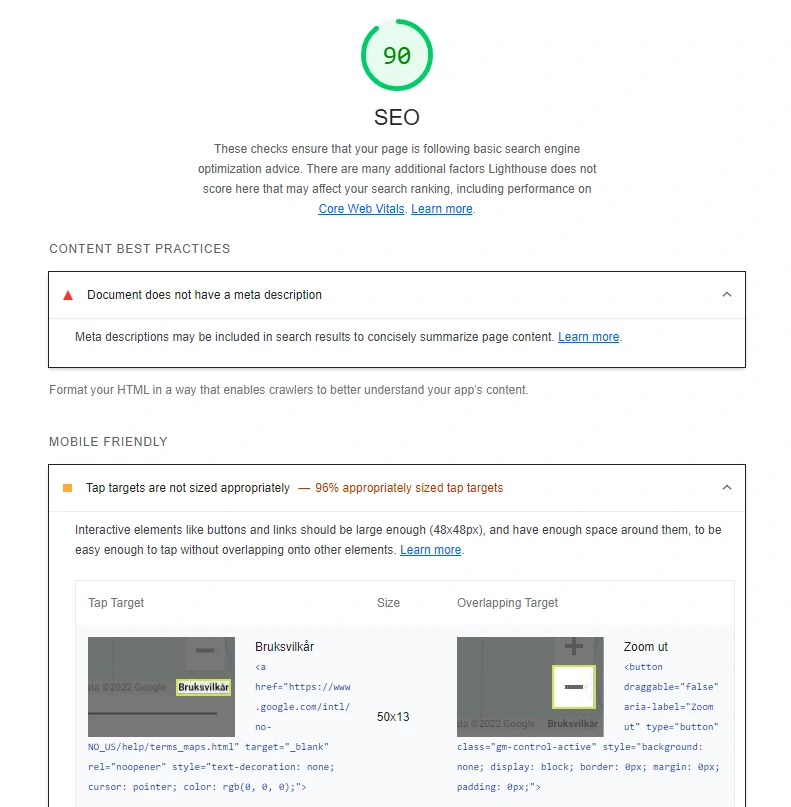 90
SEO
These checks ensure that your page is following basic search engine
optimization advice. There are many additional factors Lighthouse does not
score here that may affect your search ranking, including performance on
Core Web Vitals. Learn more.
CONTENT BEST PRACTICES
Document does not have a meta description
Meta descriptions may be included in search results to concisely summarize page content. Learn more.
Format your HTML in a way that enables crawlers to better understand your app's content.
MOBILE FRIENDLY
Tap targets are not sized appropriately — 96% appropriately sized tap targets
Interactive elements like buttons and links should be large enough (48x48px), and have enough space around them, to be
easy enough to tap without overlapping onto other elements. Learn more.
Tap Target Size Overlapping Target
ata ©2022 Google Bruksvilkår
Bruksvilkår
<a
href="https://www
.google.com/intl/
no-
NO_US/help/terms_maps.html" target="_blank"
rel="noopener" style="text-decoration: none;
cursor: pointer; color: rgb(0, 0, 0);">
50x13
ta ©2022 Google Bruksvilkår
Zoom ut
<button
draggable="false"
aria-label="Zoom
ut" type="button"
class="gm-control-active" style="background:
none; display: block; border: 0px; margin: 0px;
padding: 0px;">